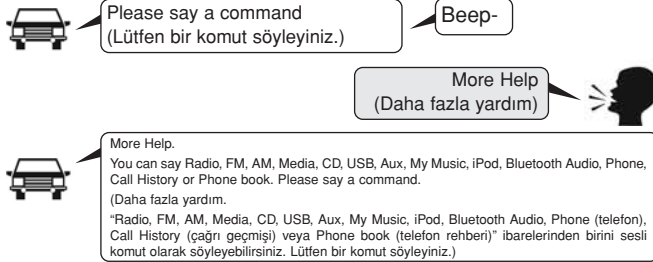 Please say a command
(Lütfen bir komut söyleyiniz.)
Beep-
More Help
(Daha fazla yardım)
More Help.
You can say Radio, FM, AM, Media, CD, USB, Aux, My Music, iPod, Bluetooth Audio, Phone,
Call History or Phone book. Please say a command.
(Daha fazla yardım.
“Radio, FM, AM, Media, CD, USB, Aux, My Music, iPod, Bluetooth Audio, Phone (telefon),
Call History (çağrı geçmişi) veya Phone book (telefon rehberi)” ibarelerinden birini sesli
komut olarak söyleyebilirsiniz. Lütfen bir komut söyleyiniz.)